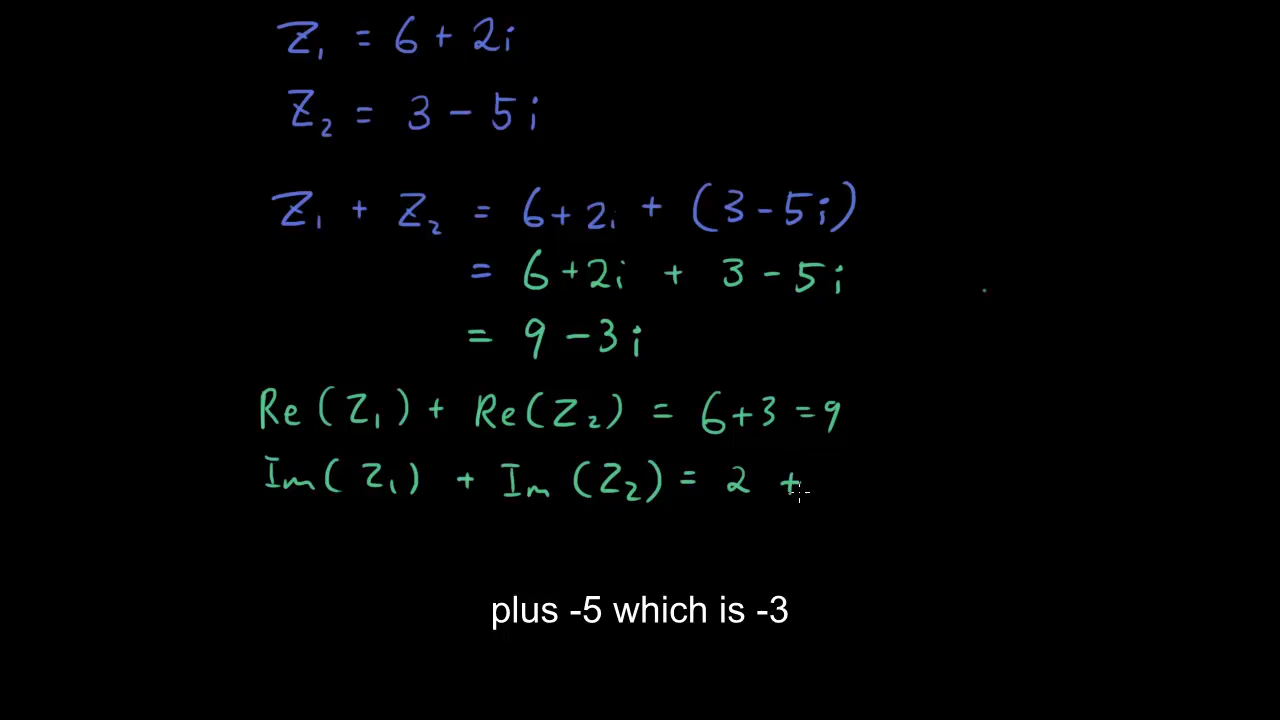 Z₁ = 6 + 2i
Z₂ = 3 - 5i
Z₁ + Z₂ = 6+2i + (3-5i)
= 6+2i + 3-5i
= 9-3i
Re(Z₁) + Re(Z₂) = 6+3=9
Im(Z₁) + Im(Z₂) = 2 +
plus -5 which is -3